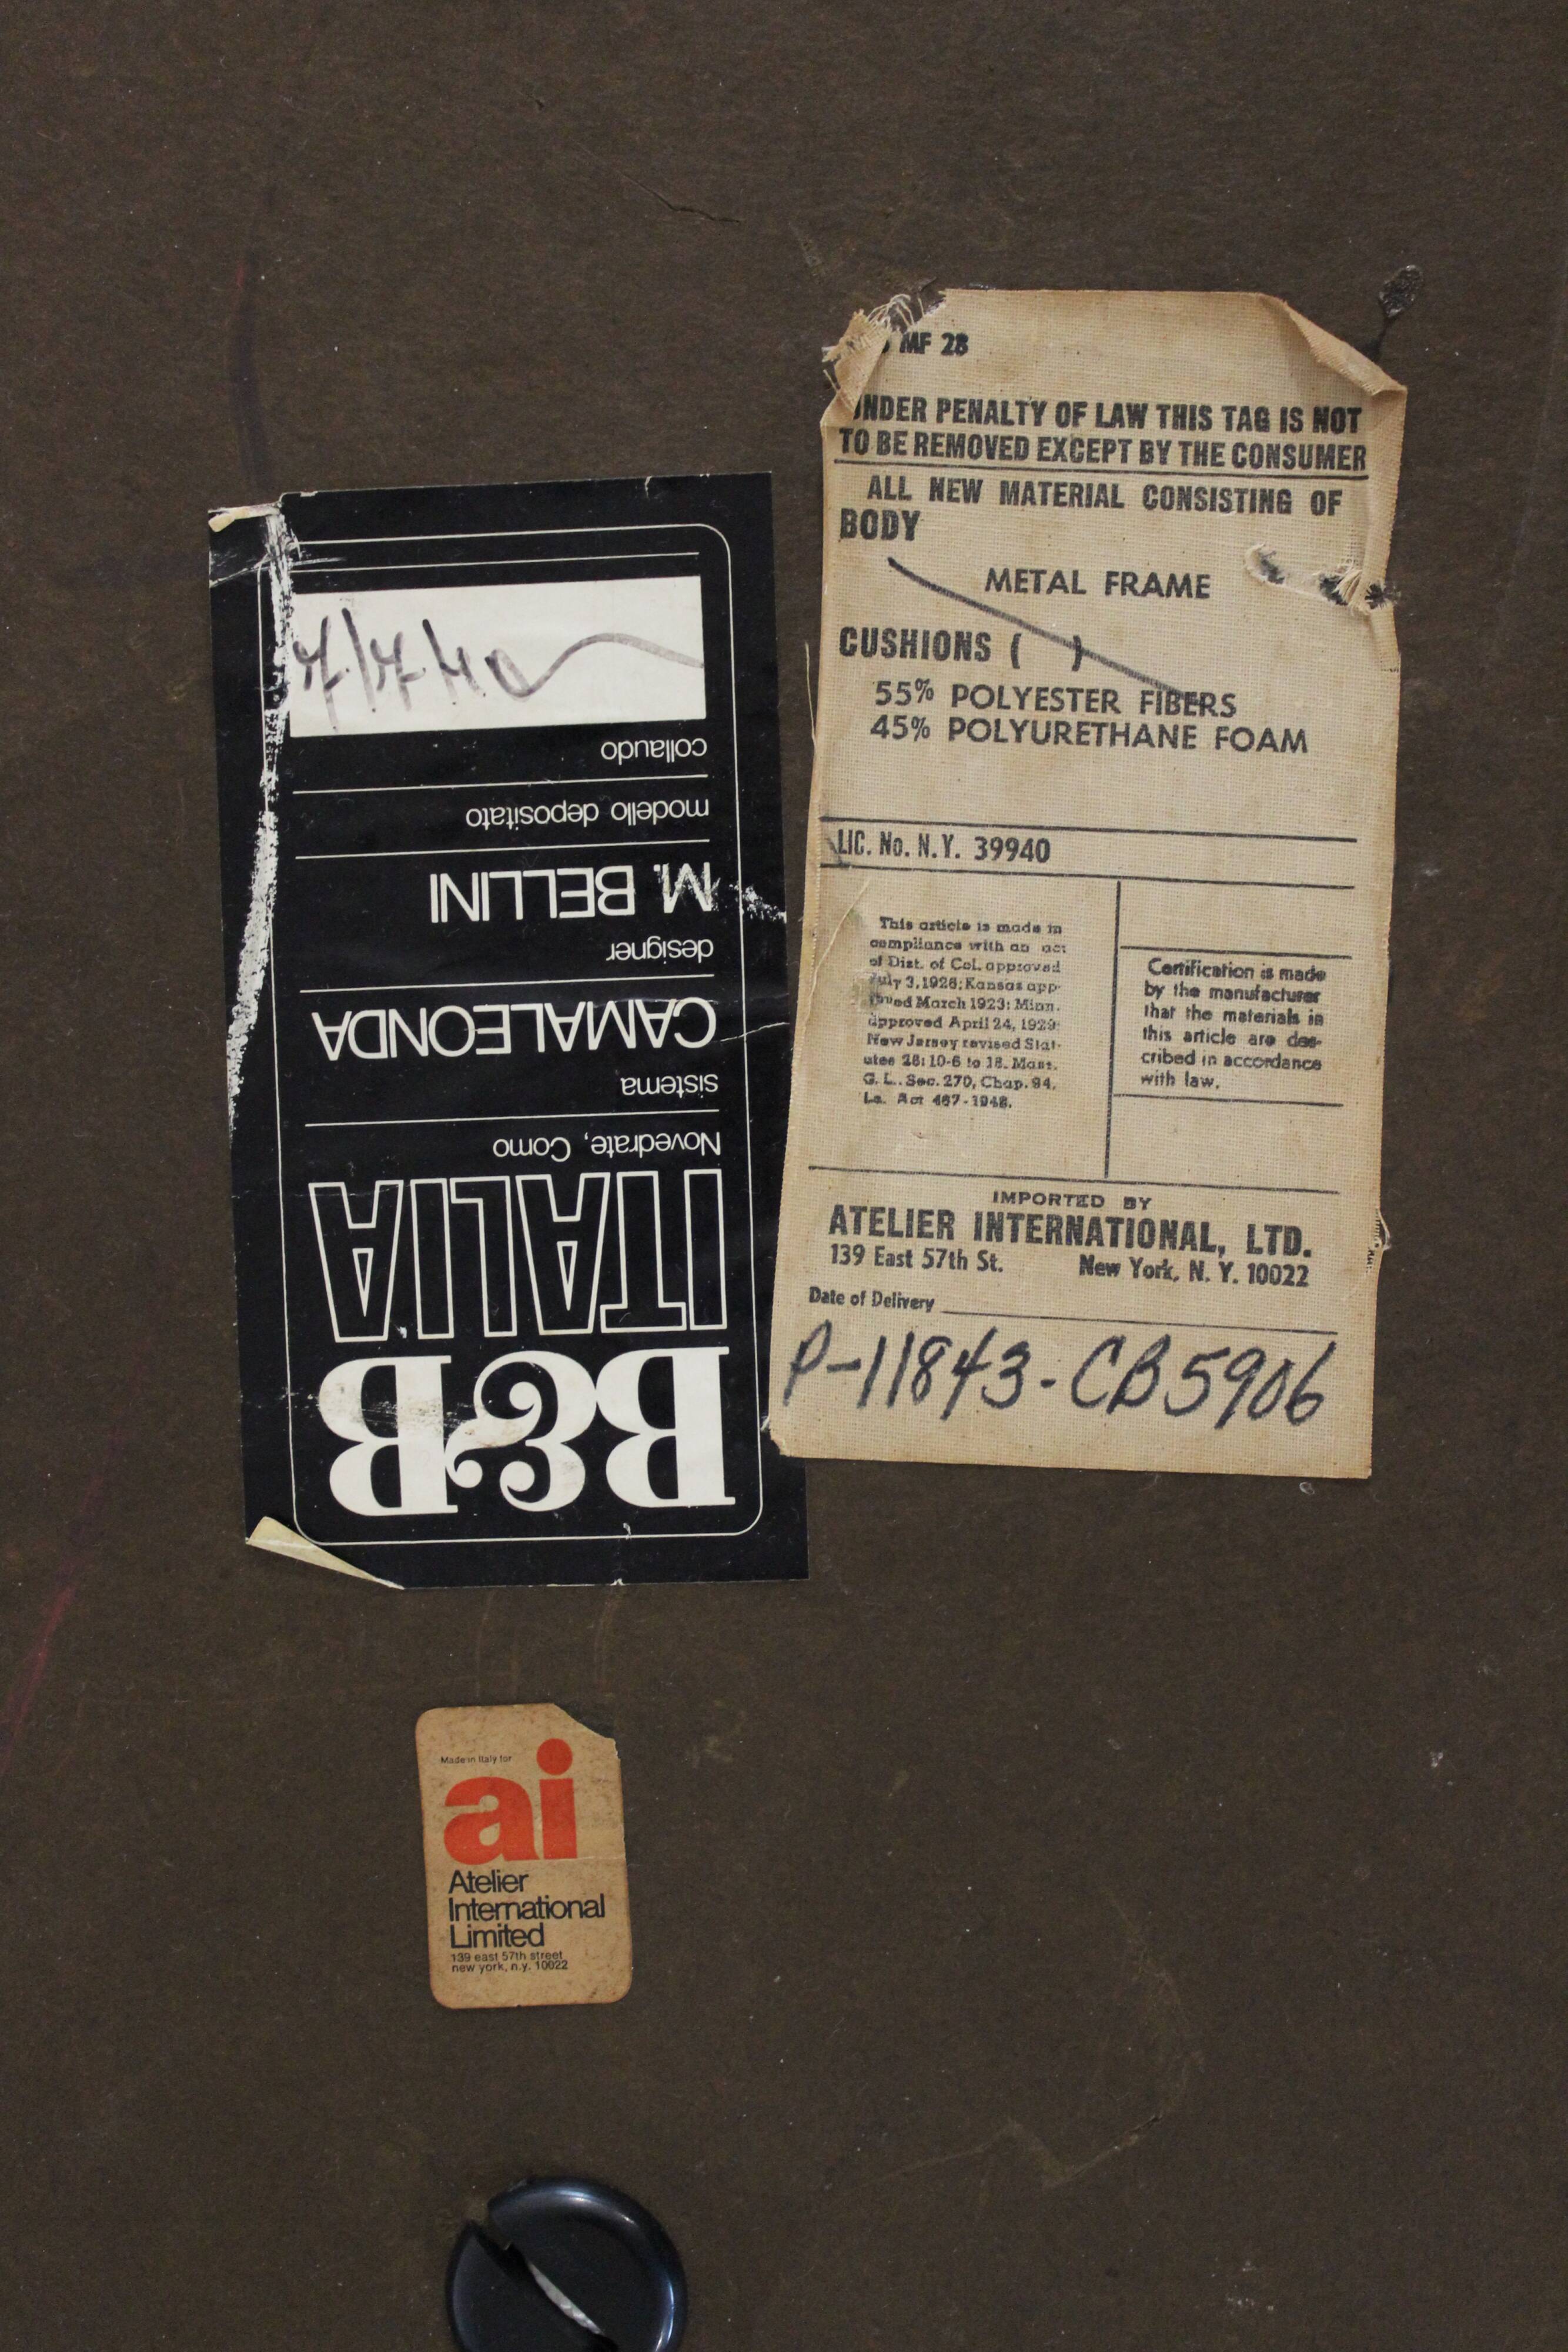 MF 28
UNDER PENALTY OF LAW THIS TAG IS NOT
TO BE REMOVED EXCEPT BY THE CONSUMER
ALL NEW MATERIAL CONSISTING OF
BODY
METAL FRAME
CUSHIONS ( )
55% POLYESTER FIBERS
45% POLYURETHANE FOAM
LIC. No. N.Y. 39940
This article is made in
compliance with an act
of Dist. of Col. approved
July 3, 1926; Kansas app-
roved March 1923; Minn.
approved April 24, 1929;
New Jersey revised Stat-
utes 26: 10-6 to 18. Mass.
G. L. Sec. 270, Chap. 94,
La. Act 467-1948.
Certification is made
by the manufacturer
that the materials in
this article are des-
cribed in accordance
with law.
IMPORTED BY
ATELIER INTERNATIONAL, LTD.
139 East 57th St. New York, N. Y. 10022
Date of Delivery
P-11843-CB5906
B&B
ITALIA
Novedrate, Como
sistema
CAMALEONDA
designer
M. BELLINI
modello depositato
collaudo
Made in Italy for
ai
Atelier
International
Limited
139 east 57th street
new york, n.y. 10022